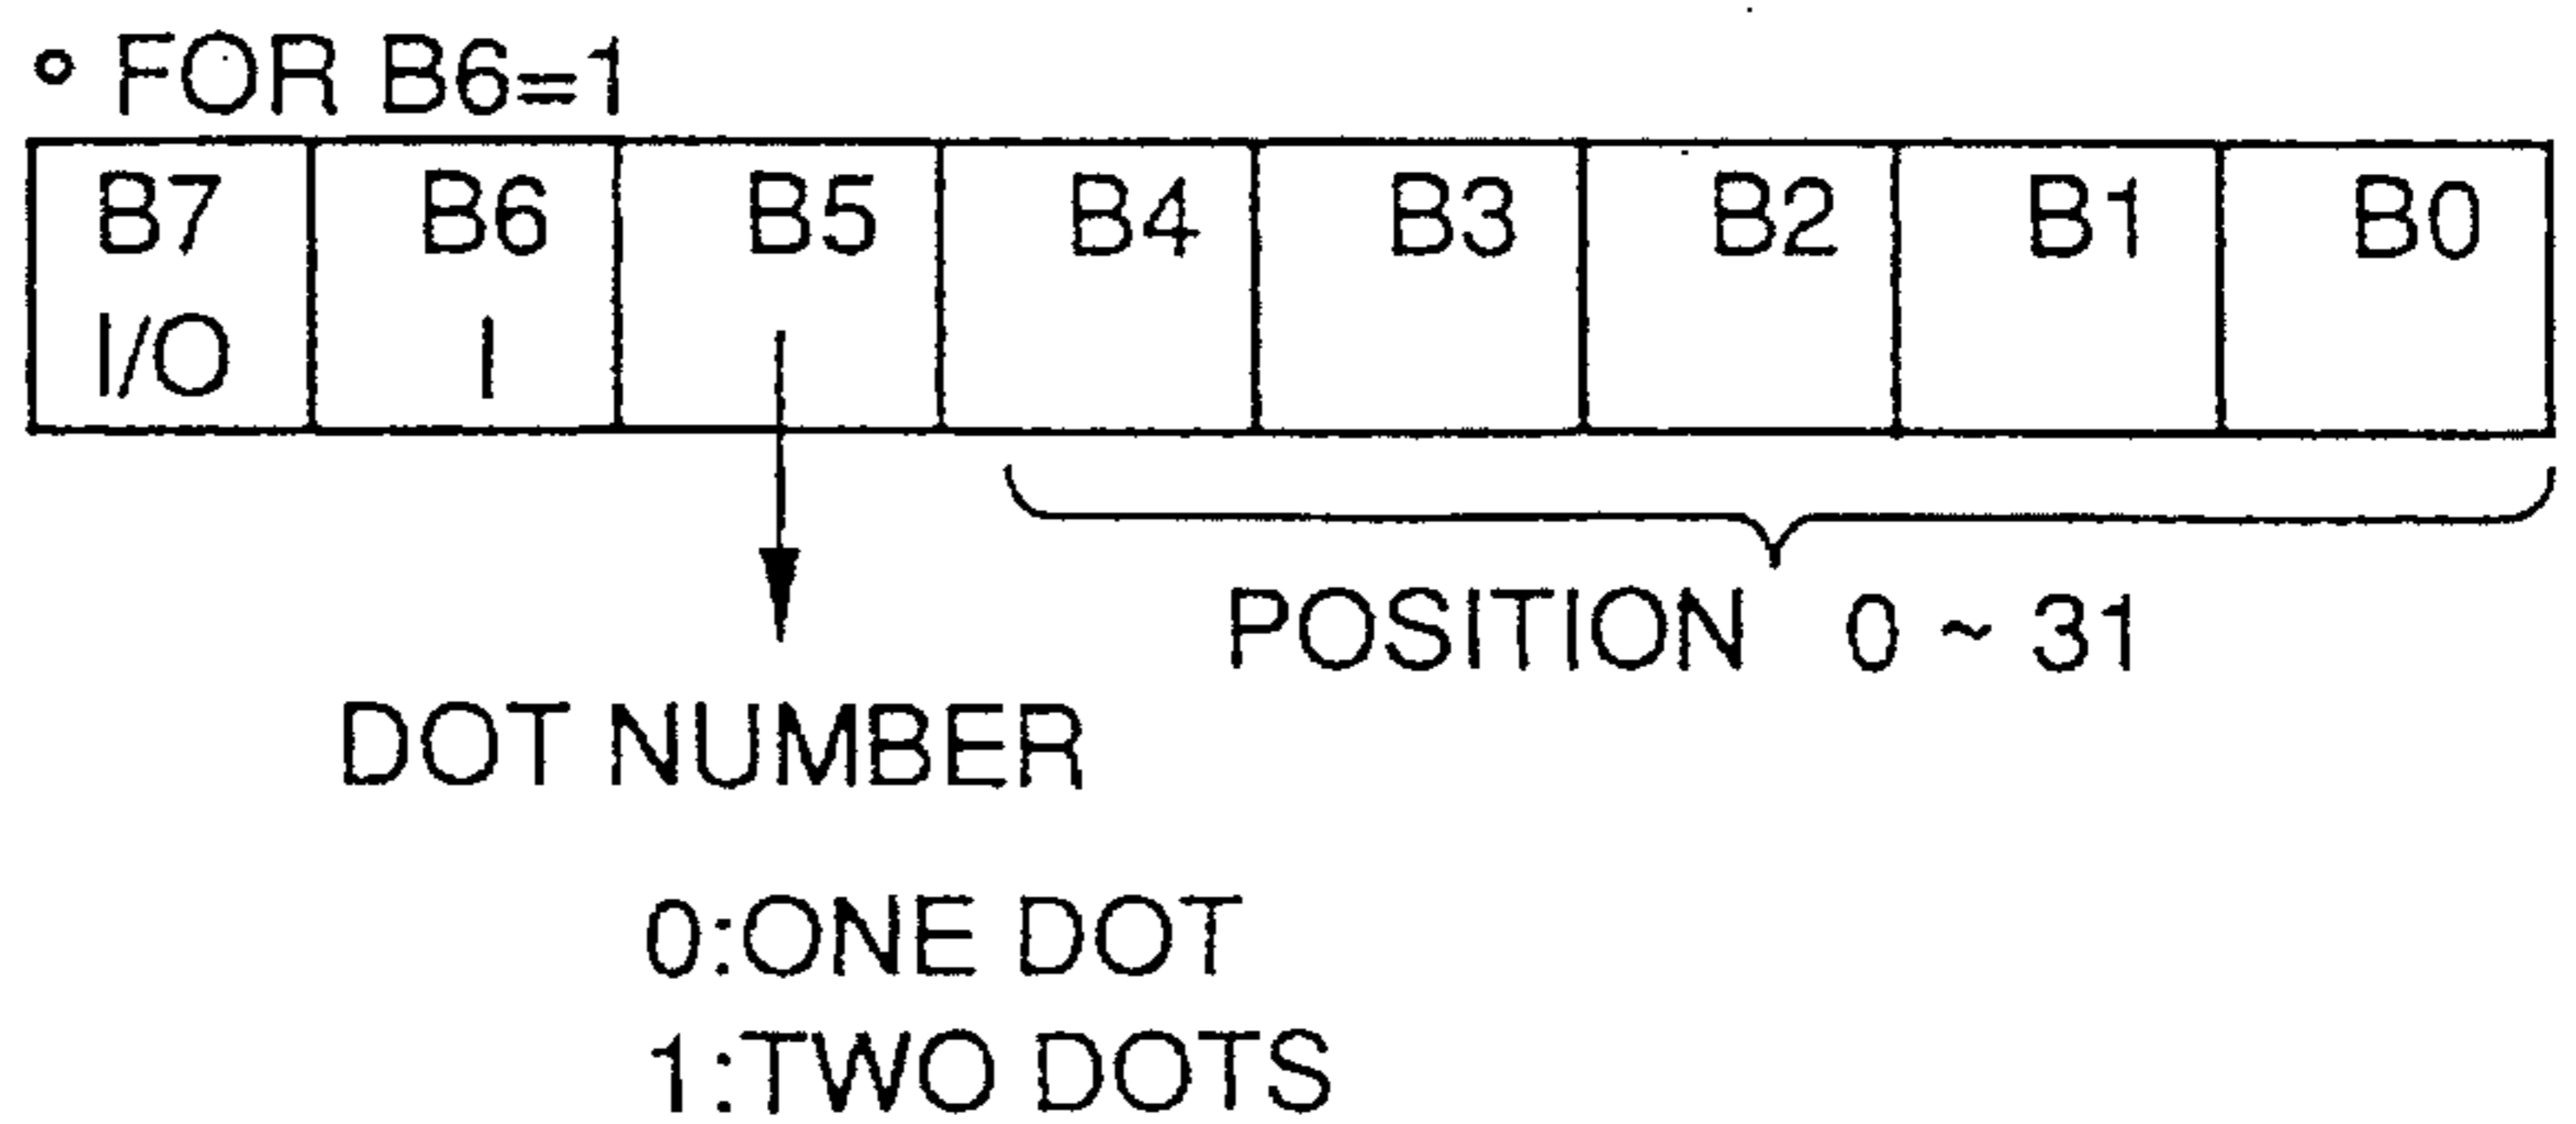 FOR B6=1
B7 B6 B5 B4 B3 B2 B1 B0
I/O I
POSITION 0 ~ 31
DOT NUMBER
0:ONE DOT
1:TWO DOTS